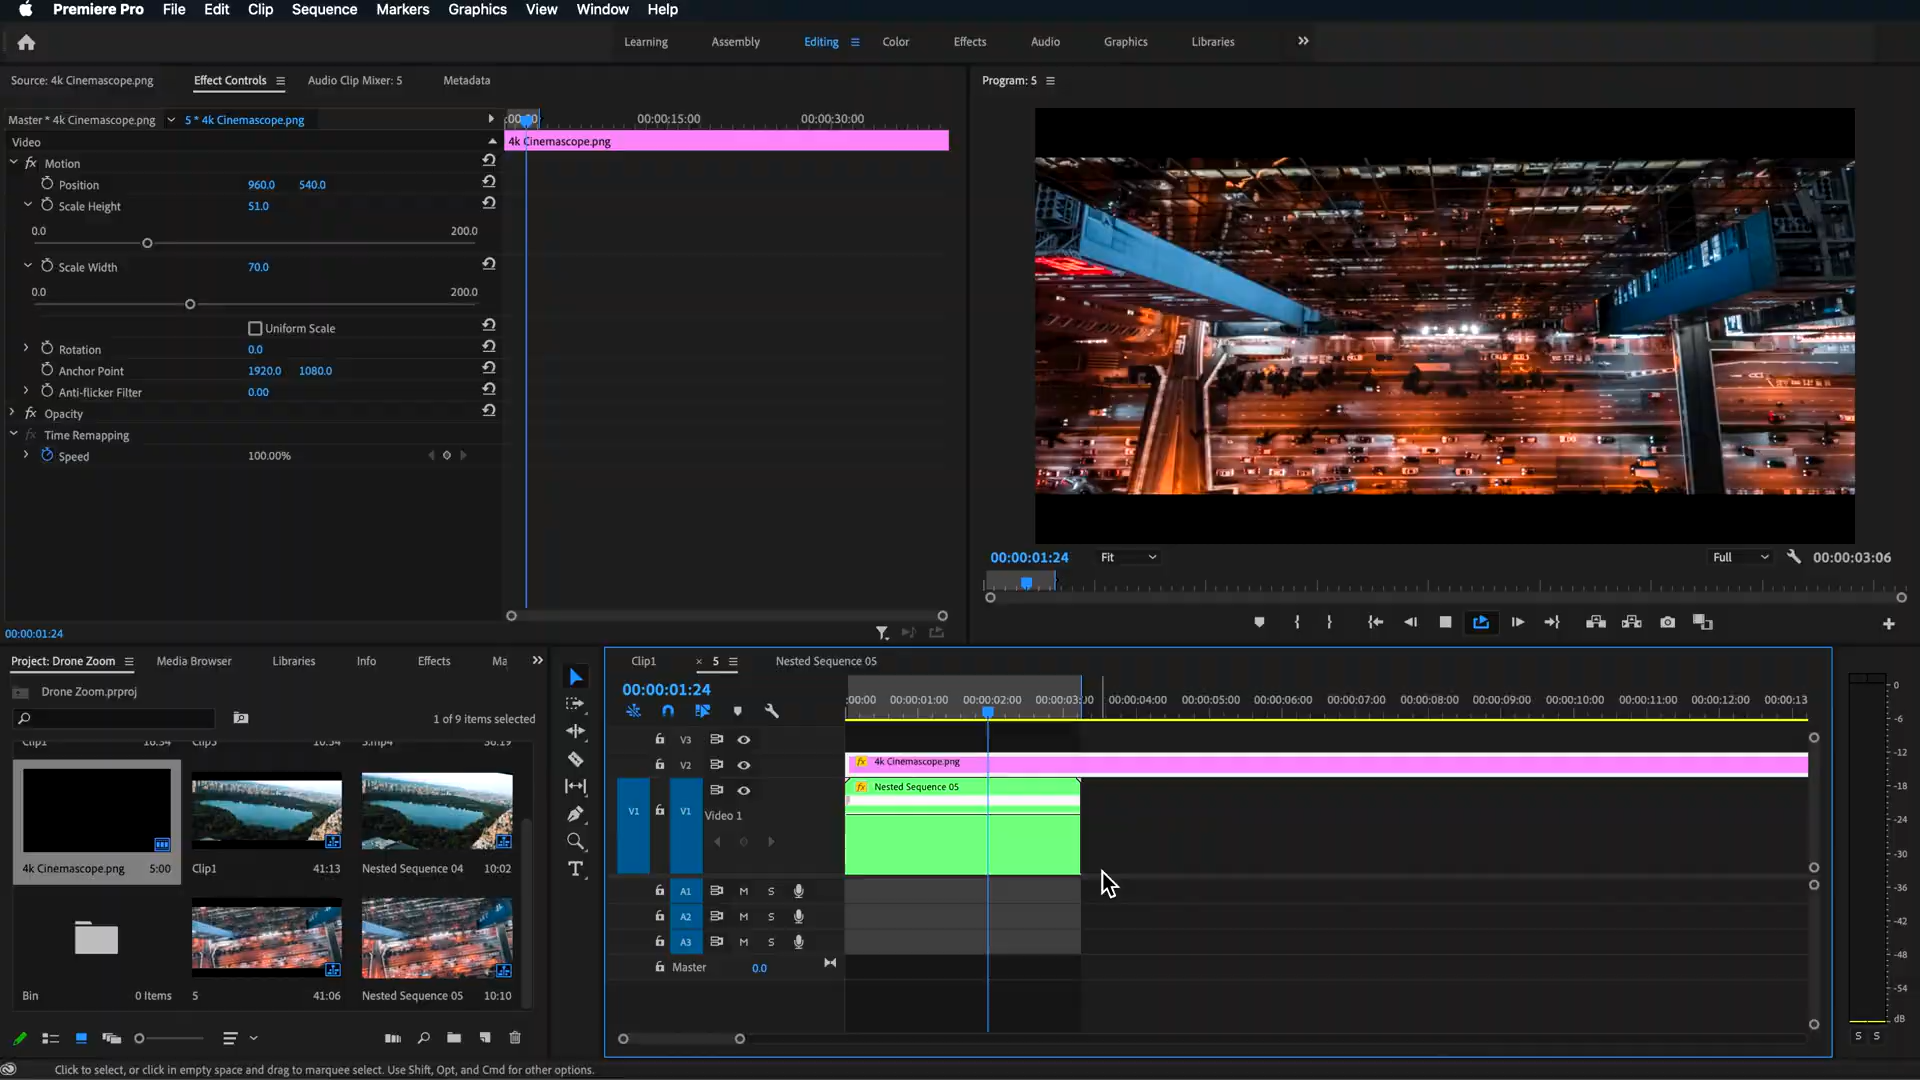 Premiere Pro File Edit Clip Sequence Markers Graphics View Window Help
Learning Assembly Editing Color Effects Audio Graphics Libraries
Source: 4k Cinemascope.png Effect Controls Audio Clip Mixer: 5 Metadata
Master * 4k Cinemascope.png 5 * 4k Cinemascope.png
00:00 00:00:15:00 00:00:30:00
Video
4k Cinemascope.png
fx Motion
Position 960.0 540.0
Scale Height 51.0
0.0 200.0
Scale Width 70.0
0.0 200.0
Uniform Scale
Rotation 0.0
Anchor Point 1920.0 1080.0
Anti-flicker Filter 0.00
fx Opacity
fx Time Remapping
Speed 100.00%
00:00:01:24
Program: 5
00:00:01:24 Fit Full 00:00:03:06
Project: Drone Zoom Media Browser Libraries Info Effects Ma
Drone Zoom.prproj
1 of 9 items selected
4k Cinemascope.png 5:00
Clip1 41:13
Nested Sequence 04 10:02
Bin 0 Items
5 41:06
Nested Sequence 05 10:10
Clip1 × 5 Nested Sequence 05
00:00:01:24
:00:00 00:00:01:00 00:00:02:00 00:00:03:00 00:00:04:00 00:00:05:00 00:00:06:00 00:00:07:00 00:00:08:00 00:00:09:00 00:00:10:00 00:00:11:00 00:00:12:00 00:00:13
V3
V2
fx 4k Cinemascope.png
fx Nested Sequence 05
V1 V1 Video 1
A1 M S
A2 M S
A3 M S
Master 0.0
0
-6
-12
-18
-24
-30
-36
-42
-48
-54
dB
S S
Click to select, or click in empty space and drag to marquee select. Use Shift, Opt, and Cmd for other options.